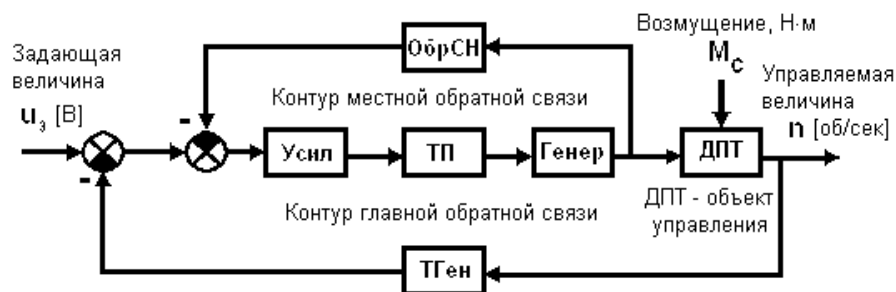 Задающая
величина
uз [В]
-
-
ОбрСН
Контур местной обратной связи
Усил
ТП
Генер
Возмущение, Н·м
Mс
ДПТ
Управляемая
величина
n [об/сек]
ДПТ - объект
управления
Контур главной обратной связи
ТГен